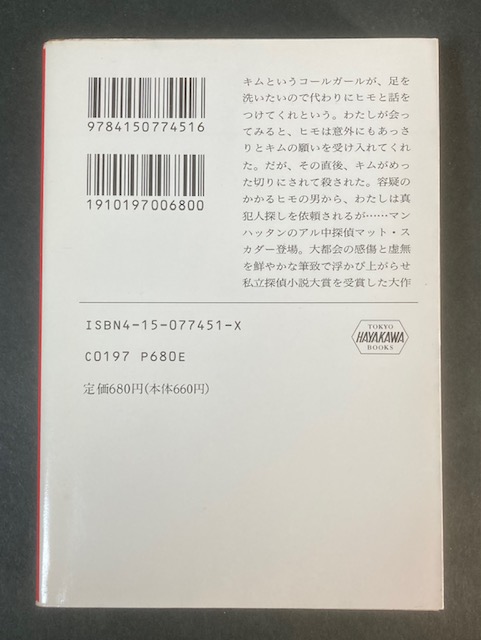 9784150774516
1910197006800
キムというコールガールが、足を
洗いたいので代わりにヒモと話を
つけてくれという。わたしが会っ
てみると、ヒモは意外にもあっさ
りとキムの願いを受け入れてくれ
た。だが、その直後、キムがめっ
た切りにされて殺された。容疑の
かかるヒモの男から、わたしは真
犯人探しを依頼されるが……マン
ハッタンのアル中探偵マット・ス
カダー登場。大都会の感傷と虚無
を鮮やかな筆致で浮かび上がらせ
私立探偵小説大賞を受賞した大作
ISBN4-15-077451-X
C0197 P680E
定価680円(本体660円)
TOKYO
HAYAKAWA
BOOKS